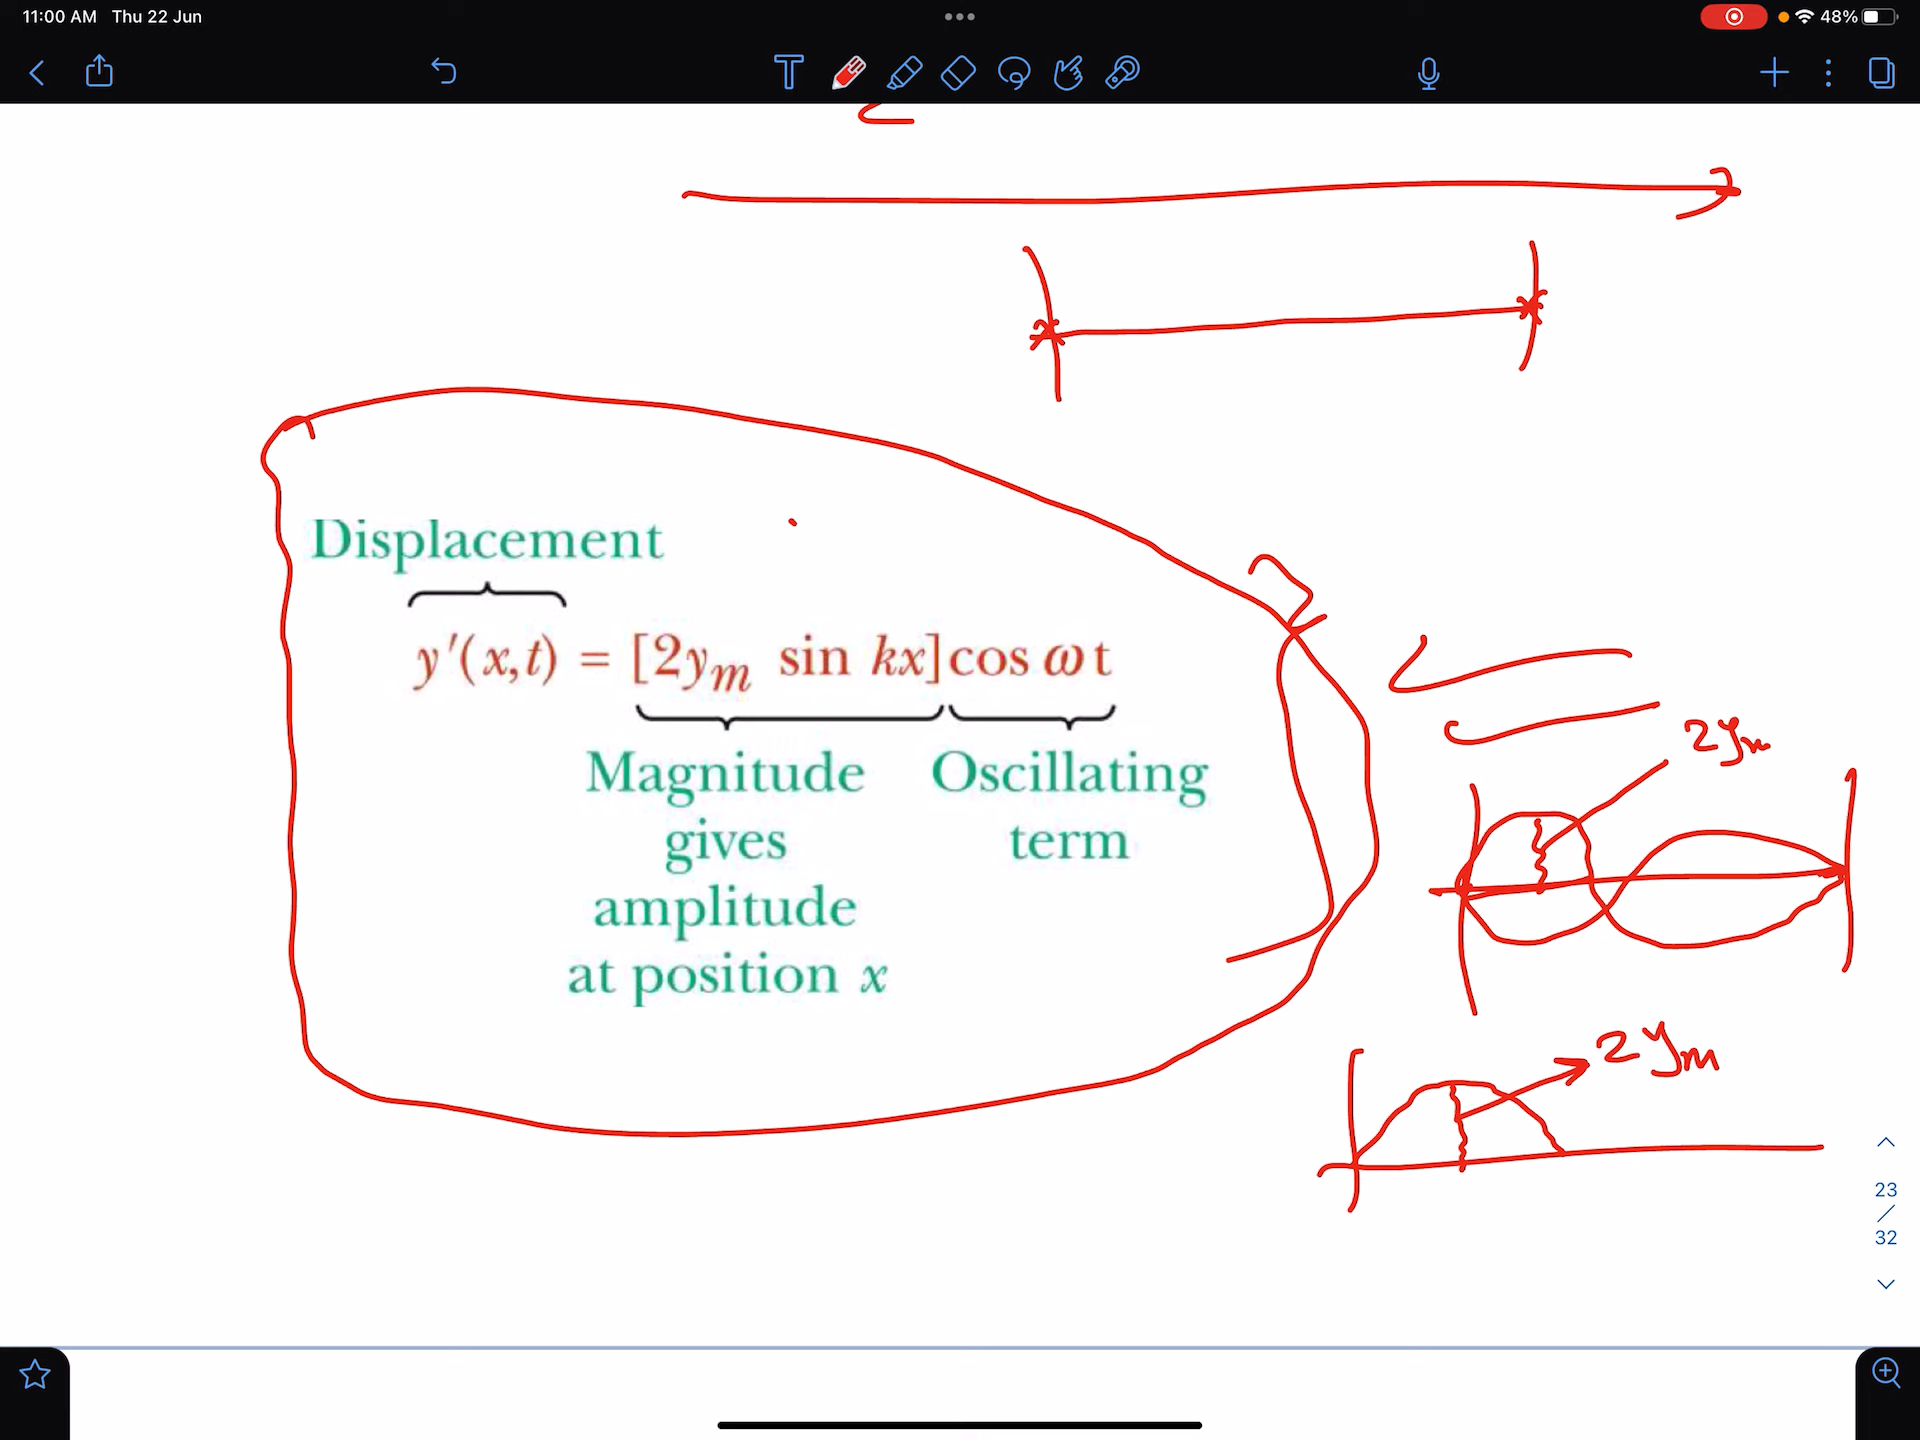 11:00 AM Thu 22 Jun
48%
Displacement
y′(x,t) = [2yₘ sin kx]cos ωt
Magnitude gives amplitude at position x
Oscillating term
2yₘ
2yₘ
23
/
32